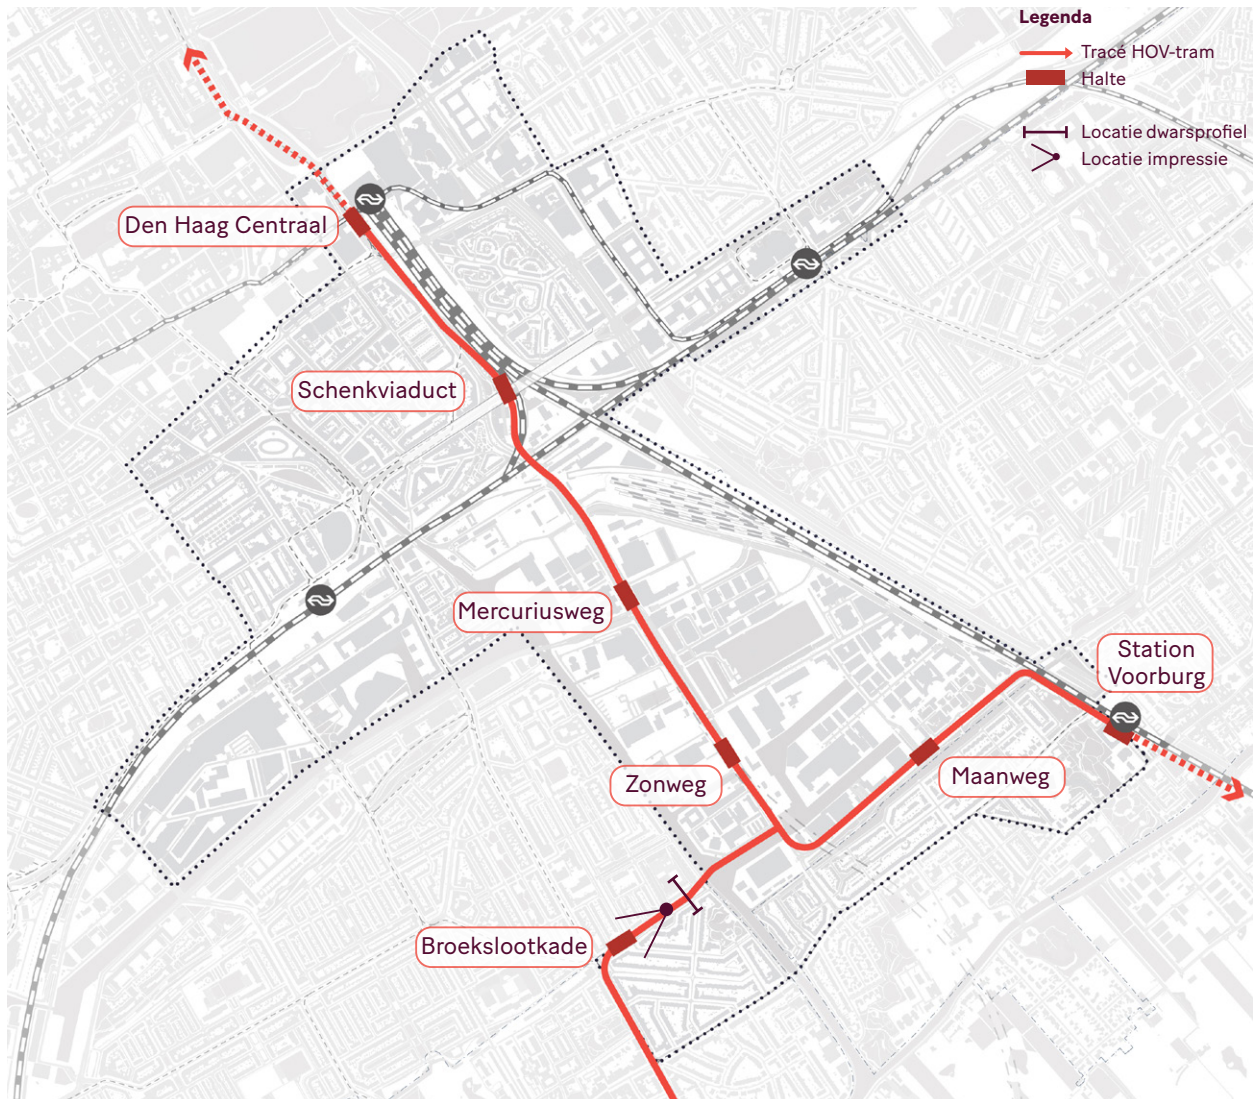 Legenda
Tracé HOV-tram
Halte
Locatie dwarsprofiel
Locatie impressie
Den Haag Centraal
Schenkviaduct
Mercuriusweg
Station
Voorburg
Zonweg
Maanweg
Broekslootkade